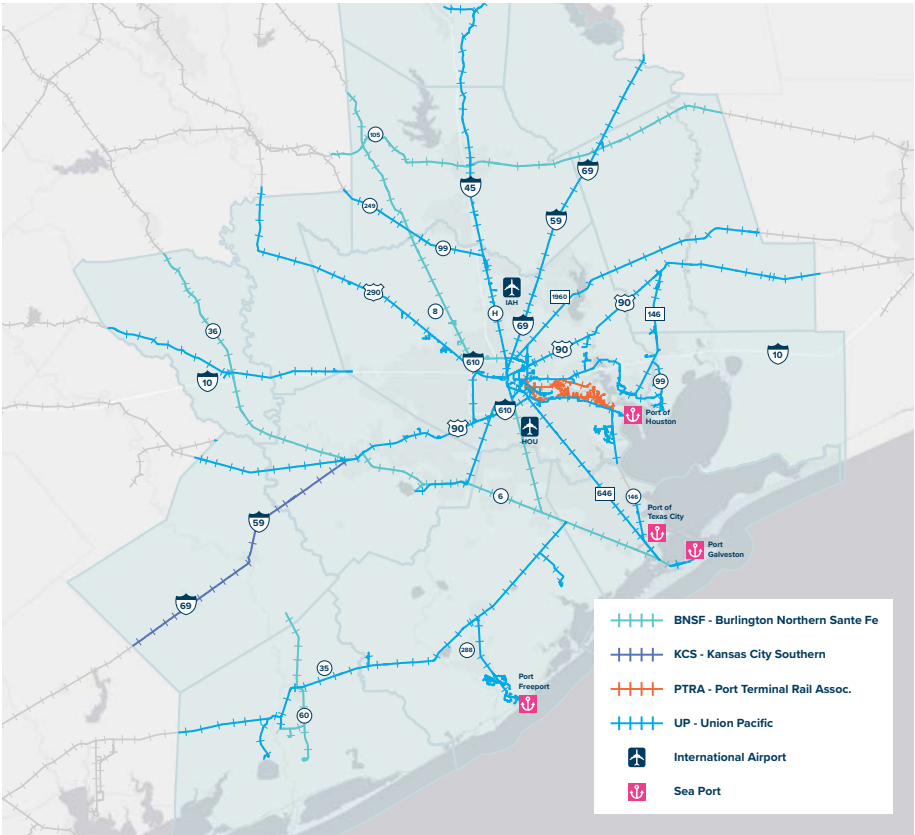 105
45
69
249
59
99
290
IAH
1960
8
H
69
90
146
36
90
10
610
10
99
610
Port of
Houston
90
HOU
6
646
146
59
Port of
Texas City
Port
Galveston
69
BNSF - Burlington Northern Sante Fe
KCS - Kansas City Southern
288
35
PTRA - Port Terminal Rail Assoc.
Port
Freeport
60
UP - Union Pacific
International Airport
Sea Port